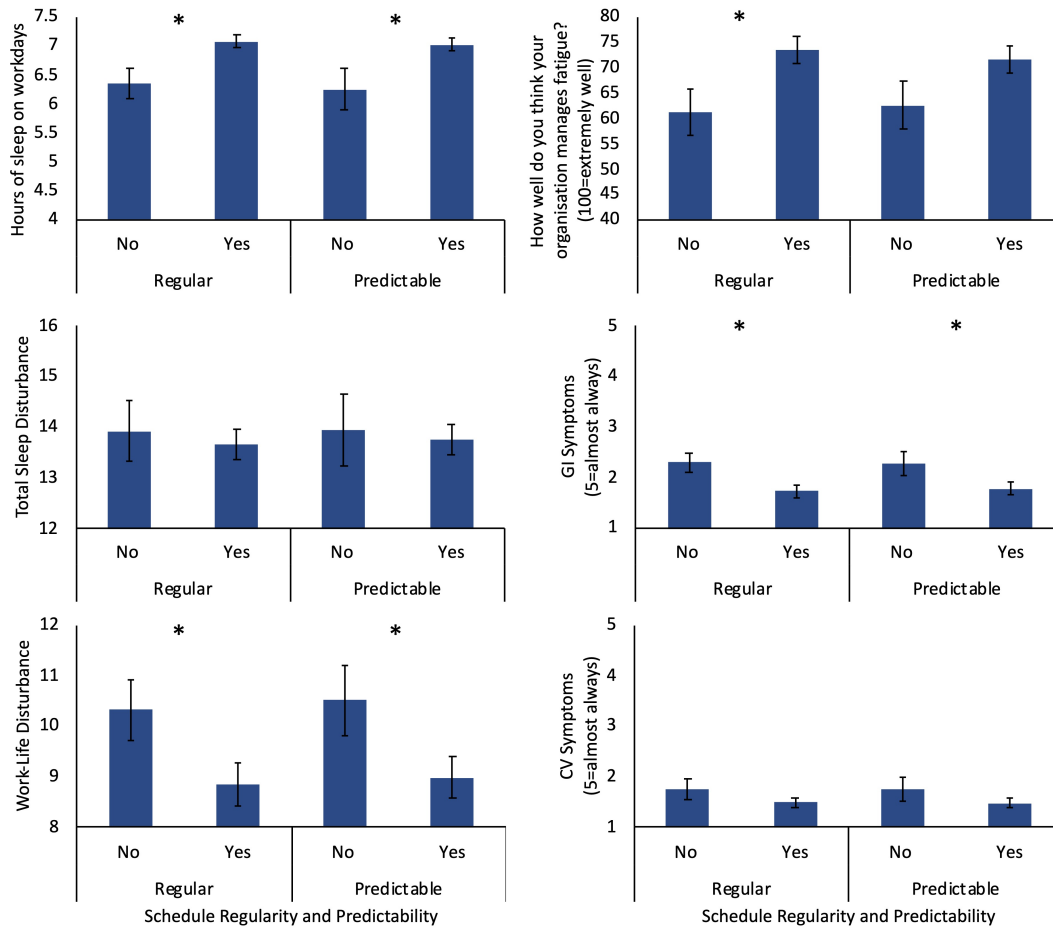 Hours of sleep on workdays
7.5
7
6.5
6
5.5
5
4.5
4
*
*
No
Yes
No
Yes
Regular
Predictable
How well do you think your
organisation manages fatigue?
(100=extremely well)
80
75
70
65
60
55
50
45
40
*
No
Yes
No
Yes
Regular
Predictable
Total Sleep Disturbance
16
15
14
13
12
No
Yes
No
Yes
Regular
Predictable
GI Symptoms
(5=almost always)
5
4
3
2
1
*
*
No
Yes
No
Yes
Regular
Predictable
Work-Life Disturbance
12
11
10
9
8
*
*
No
Yes
No
Yes
Regular
Predictable
Schedule Regularity and Predictability
CV Symptoms
(5=almost always)
5
4
3
2
1
No
Yes
No
Yes
Regular
Predictable
Schedule Regularity and Predictability